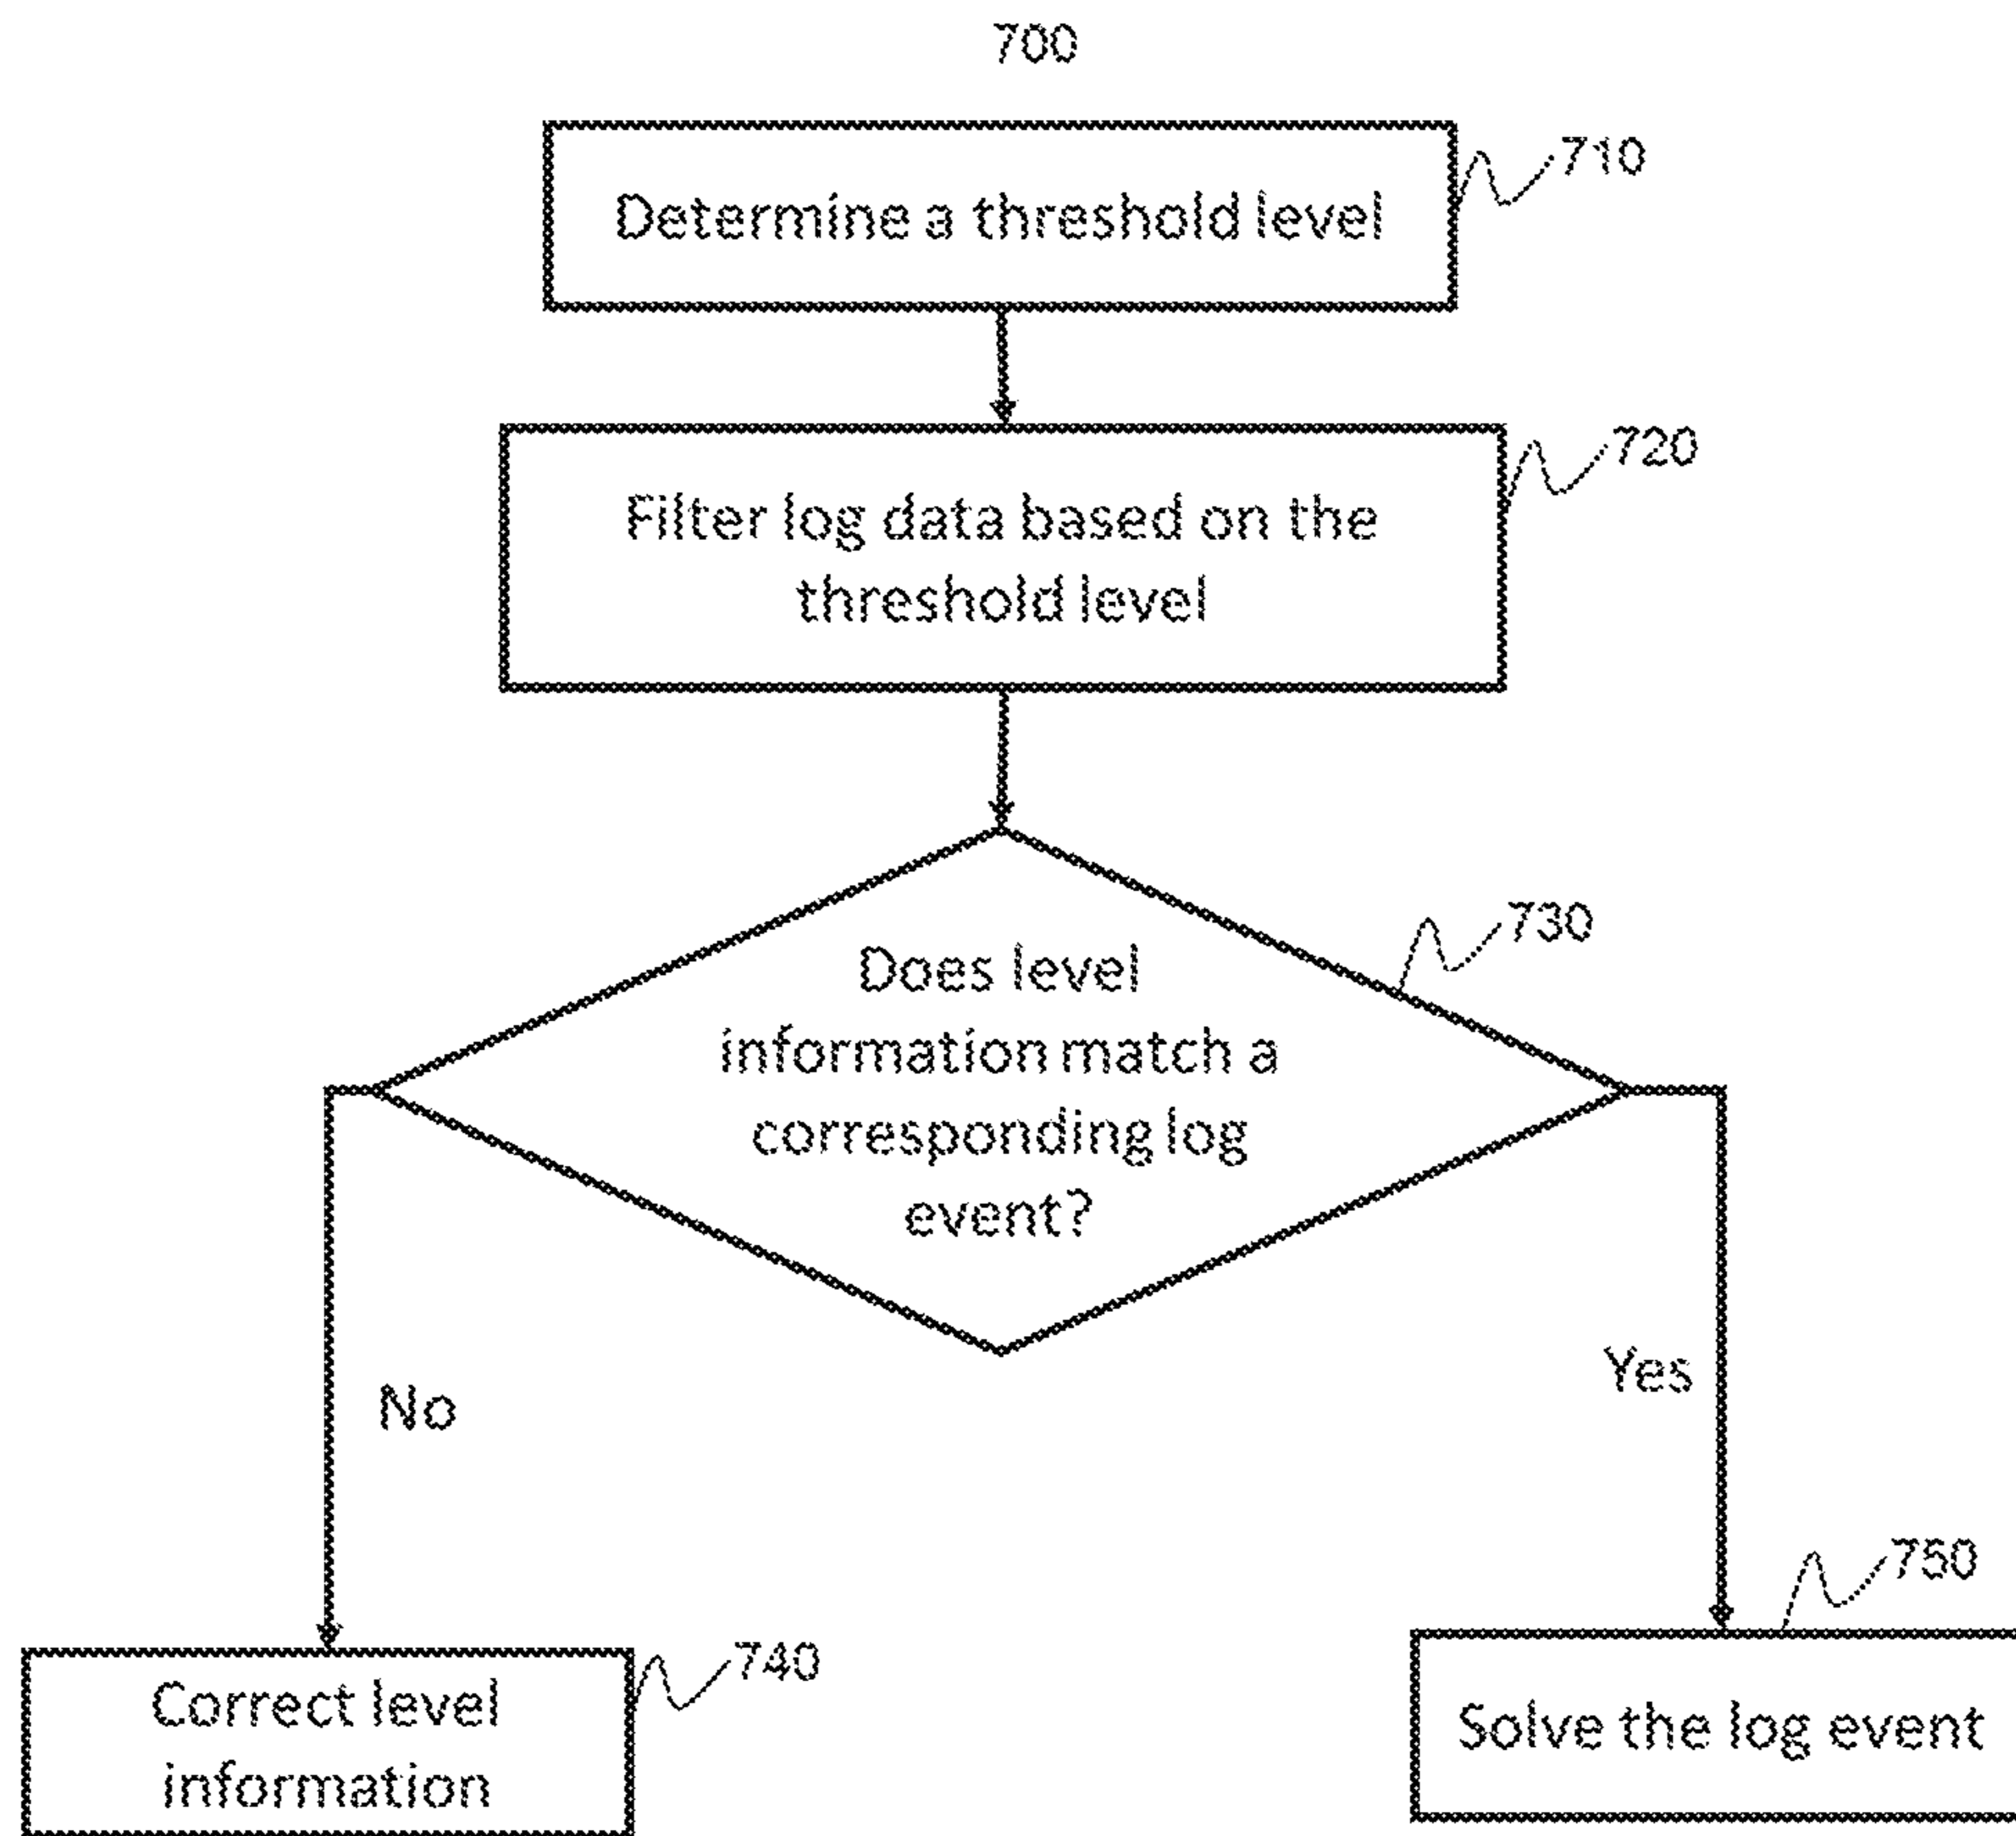 700
Determine a threshold level
710
Filter log data based on the
threshold level
720
Does level
information match a
corresponding log
event?
730
No
Yes
Correct level
information
740
Solve the log event
750